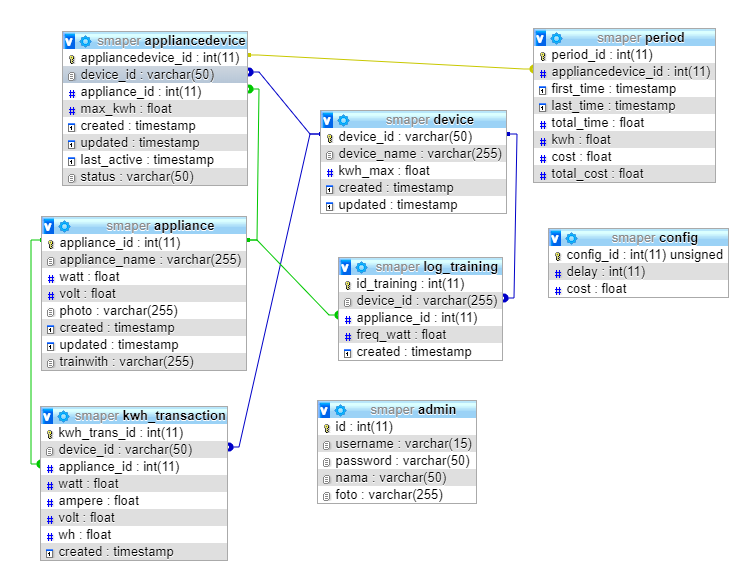 smaper appliancedevice
appliancedevice_id : int(11)
device_id : varchar(50)
appliance_id : int(11)
max_kwh : float
created : timestamp
updated : timestamp
last_active : timestamp
status : varchar(50)
smaper period
period_id : int(11)
appliancedevice_id : int(11)
first_time : timestamp
last_time : timestamp
total_time : float
kwh : float
cost : float
total_cost : float
smaper device
device_id : varchar(50)
device_name : varchar(255)
kwh_max : float
created : timestamp
updated : timestamp
smaper appliance
appliance_id : int(11)
appliance_name : varchar(255)
watt : float
volt : float
photo : varchar(255)
created : timestamp
updated : timestamp
trainwith : varchar(255)
smaper config
config_id : int(11) unsigned
delay : int(11)
cost : float
smaper log_training
id_training : int(11)
device_id : varchar(255)
appliance_id : int(11)
freq_watt : float
created : timestamp
smaper kwh_transaction
kwh_trans_id : int(11)
device_id : varchar(50)
appliance_id : int(11)
watt : float
ampere : float
volt : float
wh : float
created : timestamp
smaper admin
id : int(11)
username : varchar(15)
password : varchar(50)
nama : varchar(50)
foto : varchar(255)